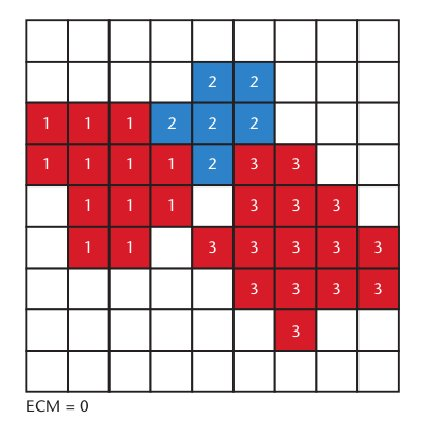 2 2
1 1 1 2 2 2
1 1 1 1 2 3 3
1 1 1 3 3 3
1 1 3 3 3 3 3
3 3 3 3
3
ECM = 0